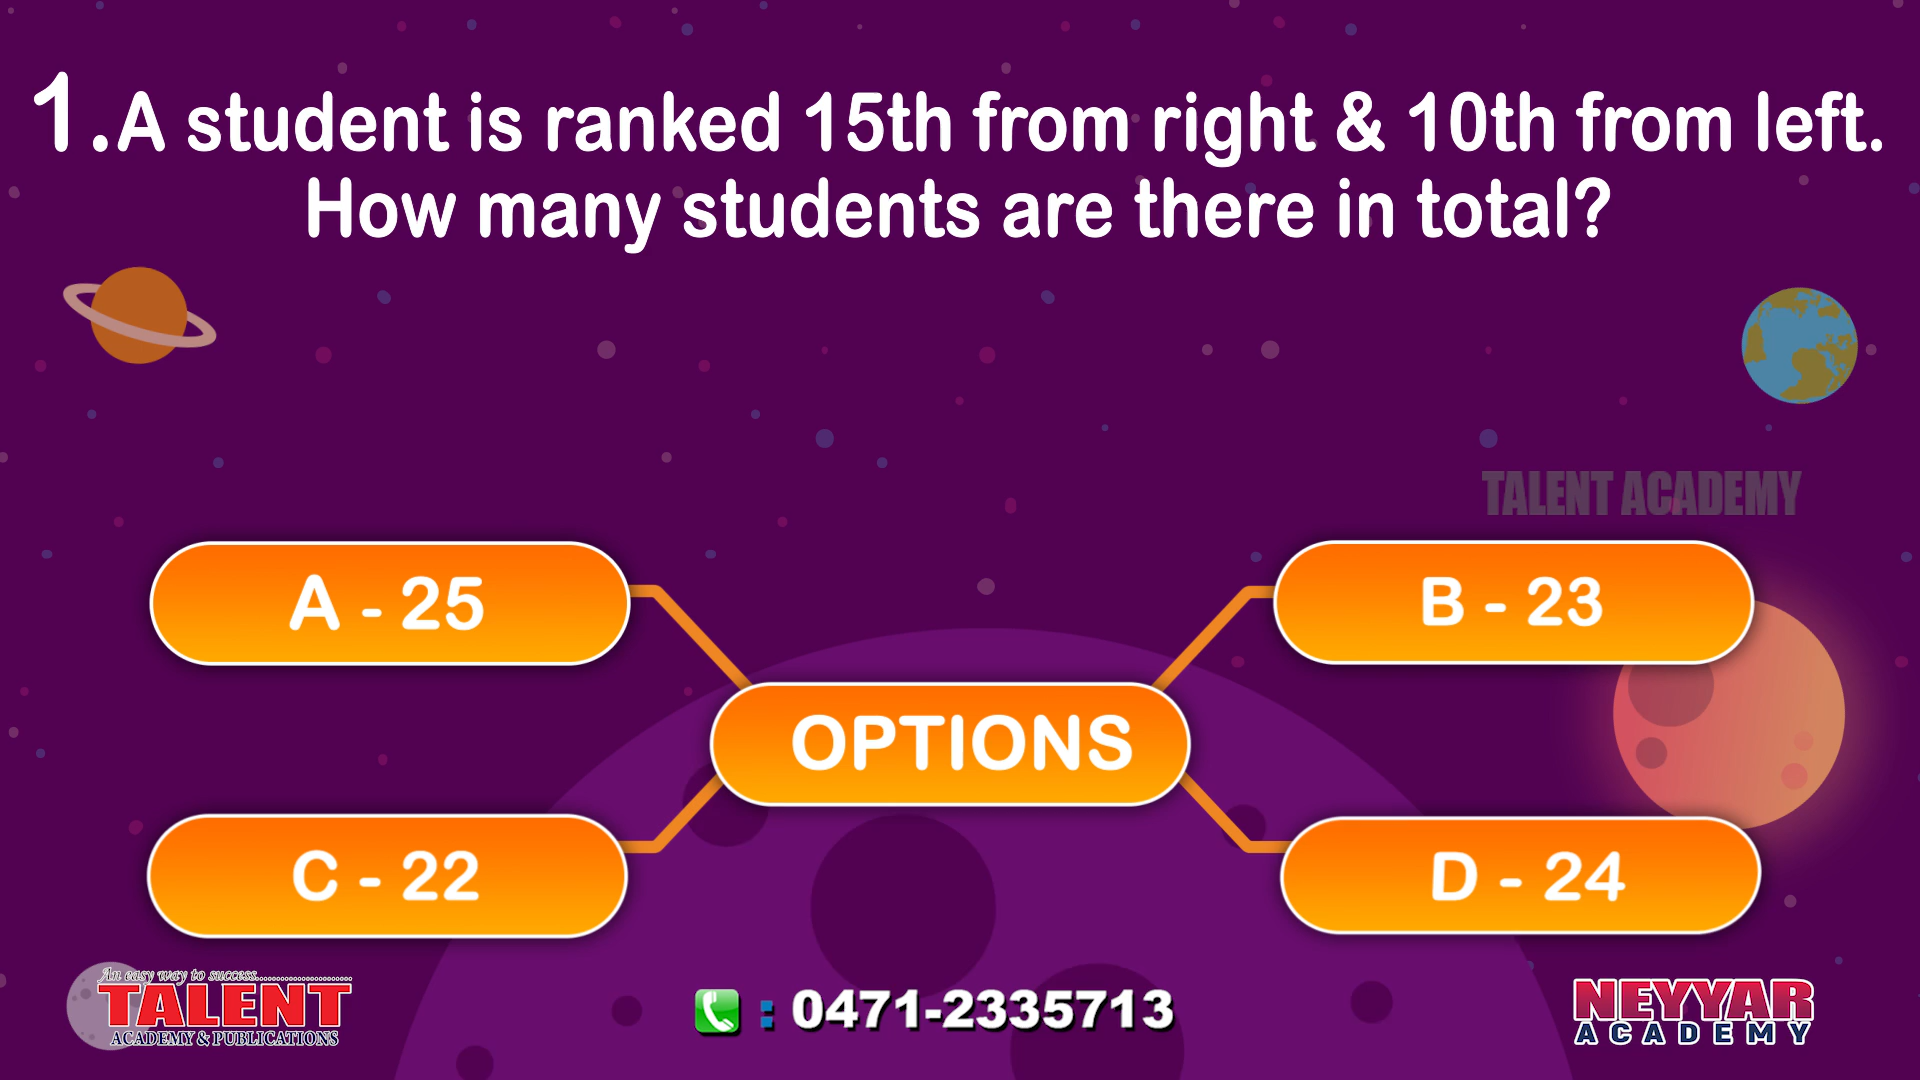 1.A student is ranked 15th from right & 10th from left.
How many students are there in total?
TALENT ACADEMY
A - 25
B - 23
OPTIONS
C - 22
D - 24
An easy way to success......................
TALENT
ACADEMY & PUBLICATIONS
: 0471-2335713
NEYYAR
ACADEMY